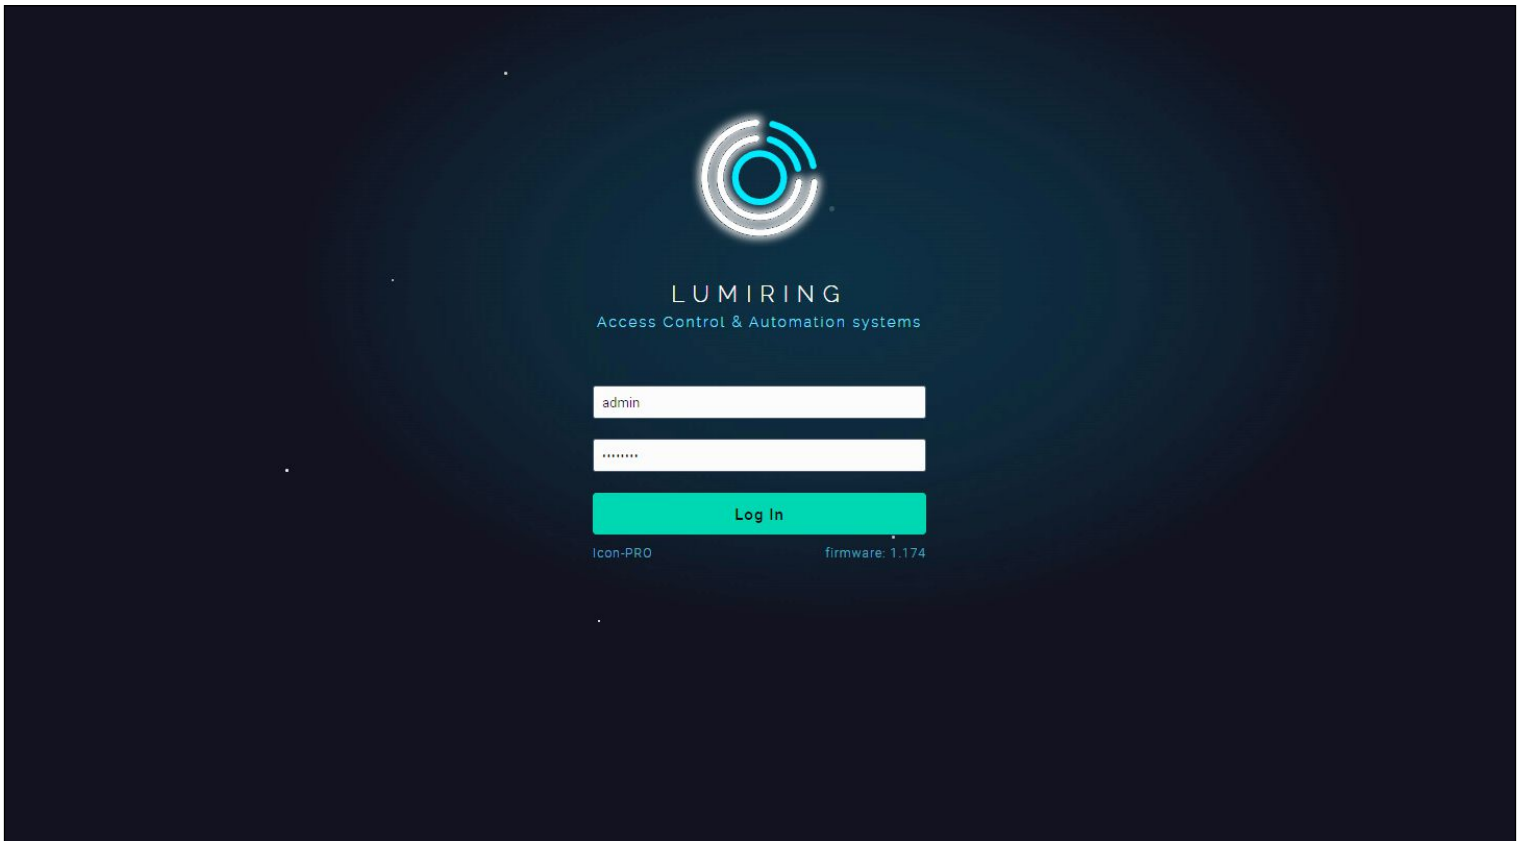 LUMIRING
Access Control & Automation systems
admin
········
Log In
Icon-PRO firmware: 1.174